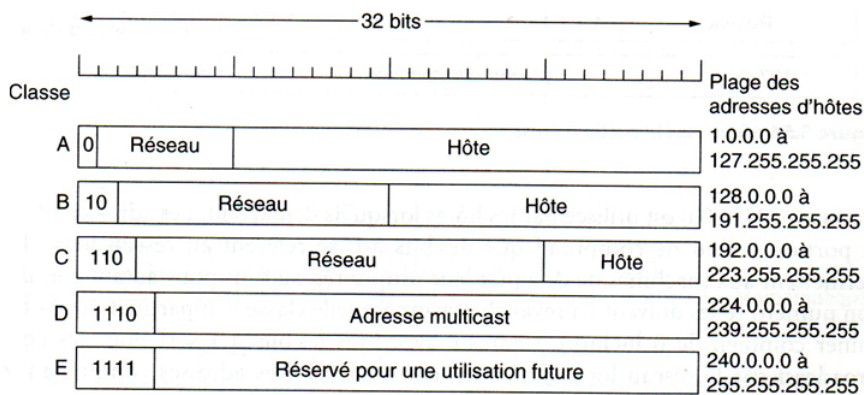 32 bits
Classe
Plage des
adresses d'hôtes
A 0 Réseau Hôte 1.0.0.0 à
127.255.255.255
B 10 Réseau Hôte 128.0.0.0 à
191.255.255.255
C 110 Réseau Hôte 192.0.0.0 à
223.255.255.255
D 1110 Adresse multicast 224.0.0.0 à
239.255.255.255
E 1111 Réservé pour une utilisation future 240.0.0.0 à
255.255.255.255